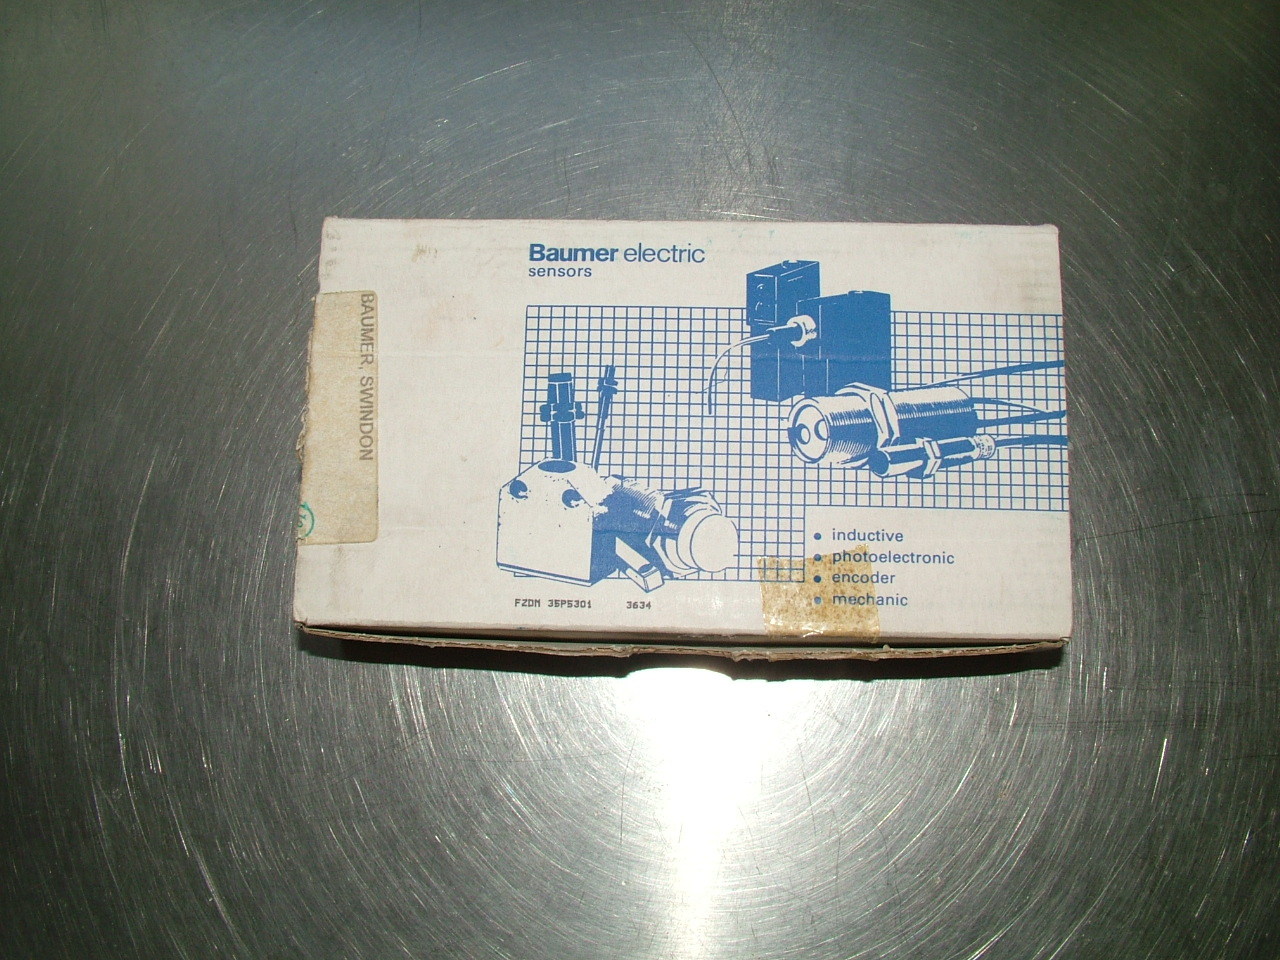 Baumer electric
sensors
BAUMER, SWINDON
• inductive
• photoelectronic
• encoder
• mechanic
FZDM 35P5301 3634